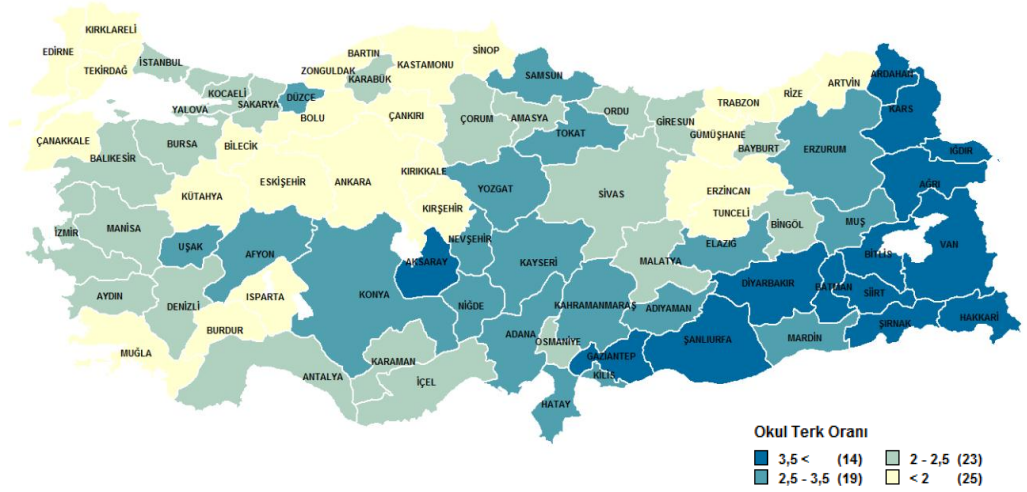 KIRKLARELİ
EDİRNE
TEKİRDAĞ
İSTANBUL
KOCAELİ
YALOVA
SAKARYA
DÜZCE
ZONGULDAK
BARTIN
KARABÜK
KASTAMONU
SİNOP
SAMSUN
BOLU
ÇANKIRI
ÇORUM
AMASYA
TOKAT
ORDU
GİRESUN
GÜMÜŞHANE
TRABZON
RİZE
ARTVİN
ARDAHAN
KARS
BAYBURT
ERZURUM
IĞDIR
AĞRI
ÇANAKKALE
BALIKESİR
BURSA
BİLECİK
KÜTAHYA
ESKİŞEHİR
ANKARA
KIRIKKALE
KIRŞEHİR
YOZGAT
SİVAS
ERZİNCAN
TUNCELİ
BİNGÖL
MUŞ
BİTLİS
VAN
İZMİR
MANİSA
UŞAK
AFYON
AKSARAY
NEVŞEHİR
KAYSERİ
MALATYA
ELAZIĞ
DİYARBAKIR
BATMAN
SİİRT
ŞIRNAK
HAKKARİ
AYDIN
DENİZLİ
ISPARTA
BURDUR
KONYA
NİĞDE
KAHRAMANMARAŞ
ADIYAMAN
ŞANLIURFA
MARDİN
MUĞLA
ANTALYA
KARAMAN
İÇEL
ADANA
OSMANİYE
GAZİANTEP
KİLİS
HATAY
Okul Terk Oranı
3,5 < (14)
2 - 2,5 (23)
2,5 - 3,5 (19)
< 2 (25)